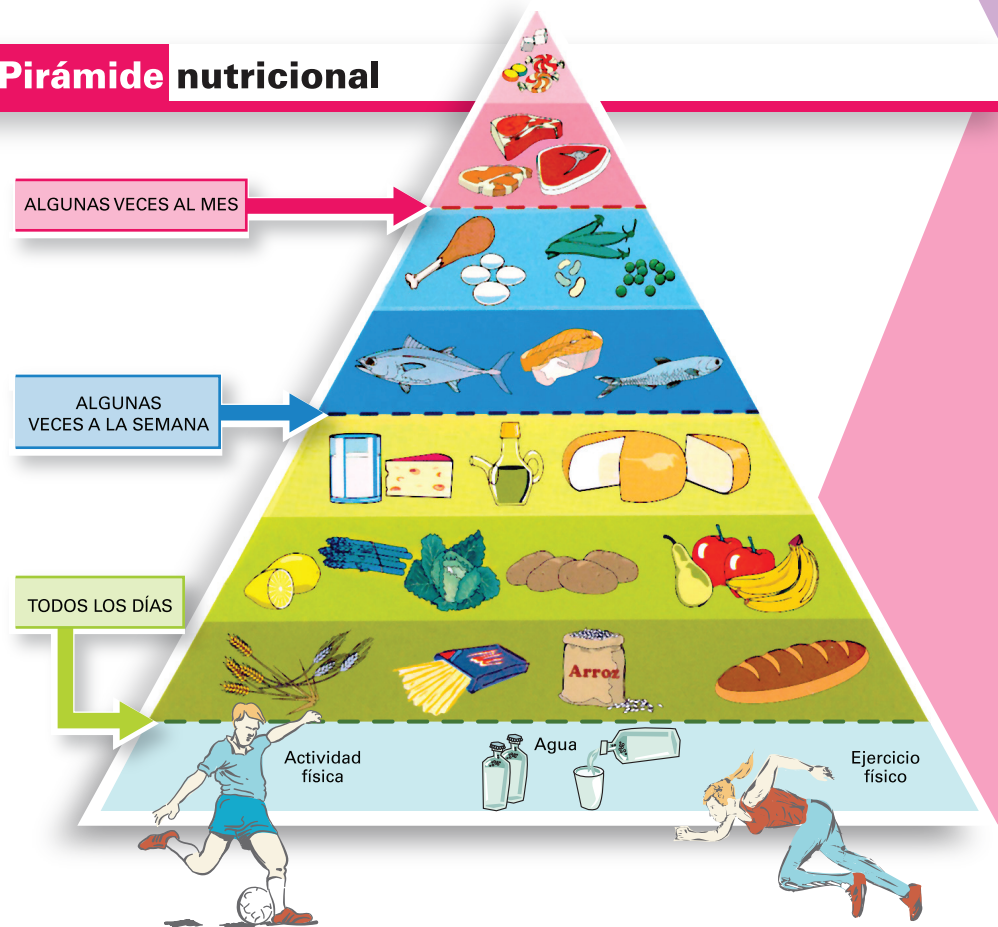 Pirámide nutricional
ALGUNAS VECES AL MES
ALGUNAS
VECES A LA SEMANA
TODOS LOS DÍAS
Arroz
Actividad
física
Agua
Ejercicio
físico